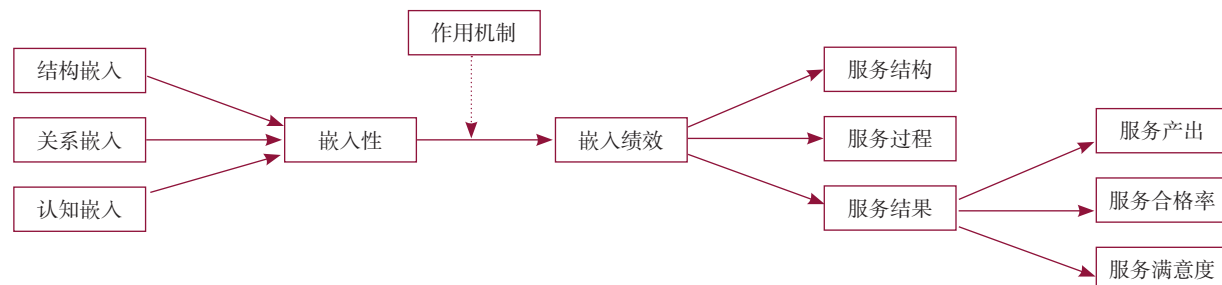 作用机制
结构嵌入
关系嵌入
认知嵌入
嵌入性
嵌入绩效
服务结构
服务过程
服务结果
服务产出
服务合格率
服务满意度